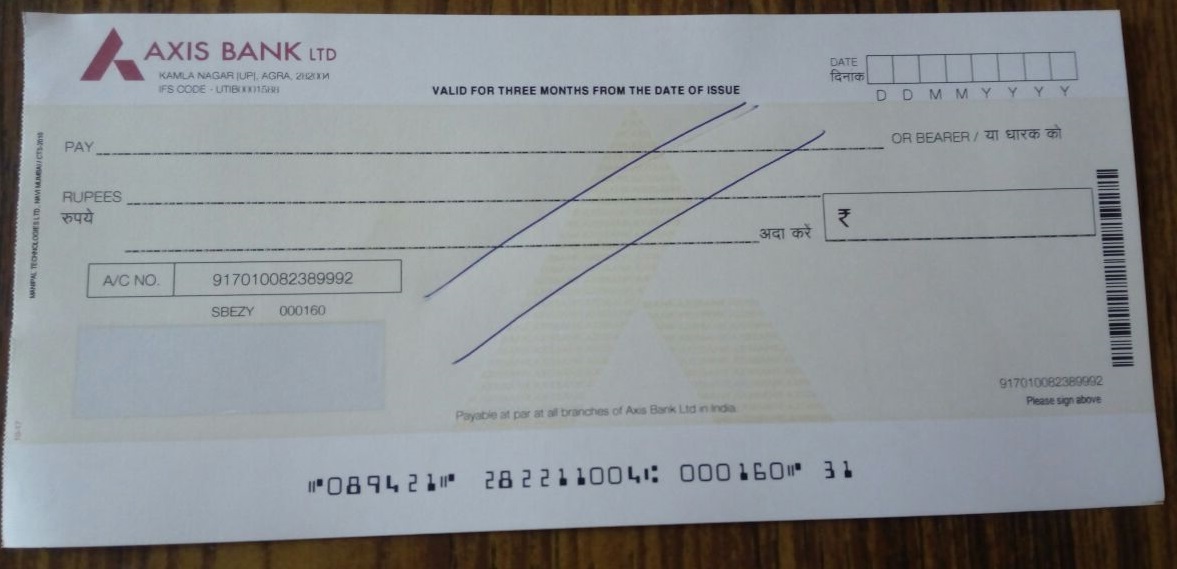 AXIS BANK LTD
KAMLA NAGAR [UP], AGRA, 282004
IFS CODE - UTIB0001568
VALID FOR THREE MONTHS FROM THE DATE OF ISSUE
DATE
दिनांक
D D M M Y Y Y Y
PAY
OR BEARER / या धारक को
RUPEES
रुपये
अदा करें
₹
A/C NO. 917010082389992
SBEZY 000160
MANIPAL TECHNOLOGIES LTD., NAVI MUMBAI / CTS-2010
917010082389992
Please sign above
Payable at par at all branches of Axis Bank Ltd in India.
⑈089421⑈ 282211004⑆ 000160⑈ 31